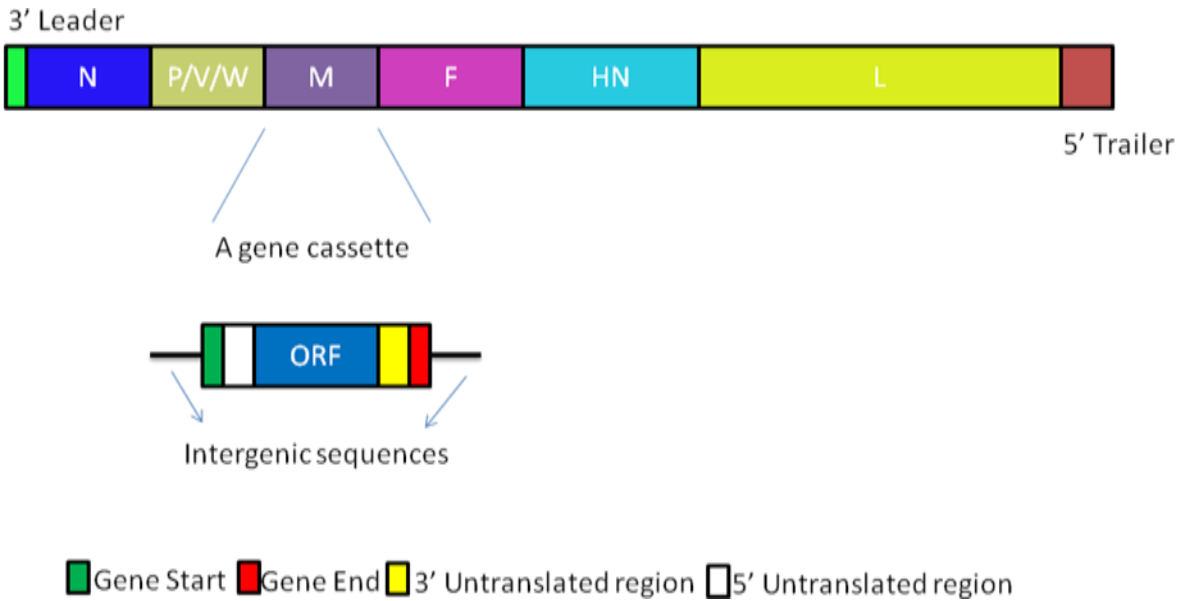 3’ Leader
N P/V/W M F HN L
5’ Trailer
A gene cassette
ORF
Intergenic sequences
Gene Start Gene End 3’ Untranslated region 5’ Untranslated region